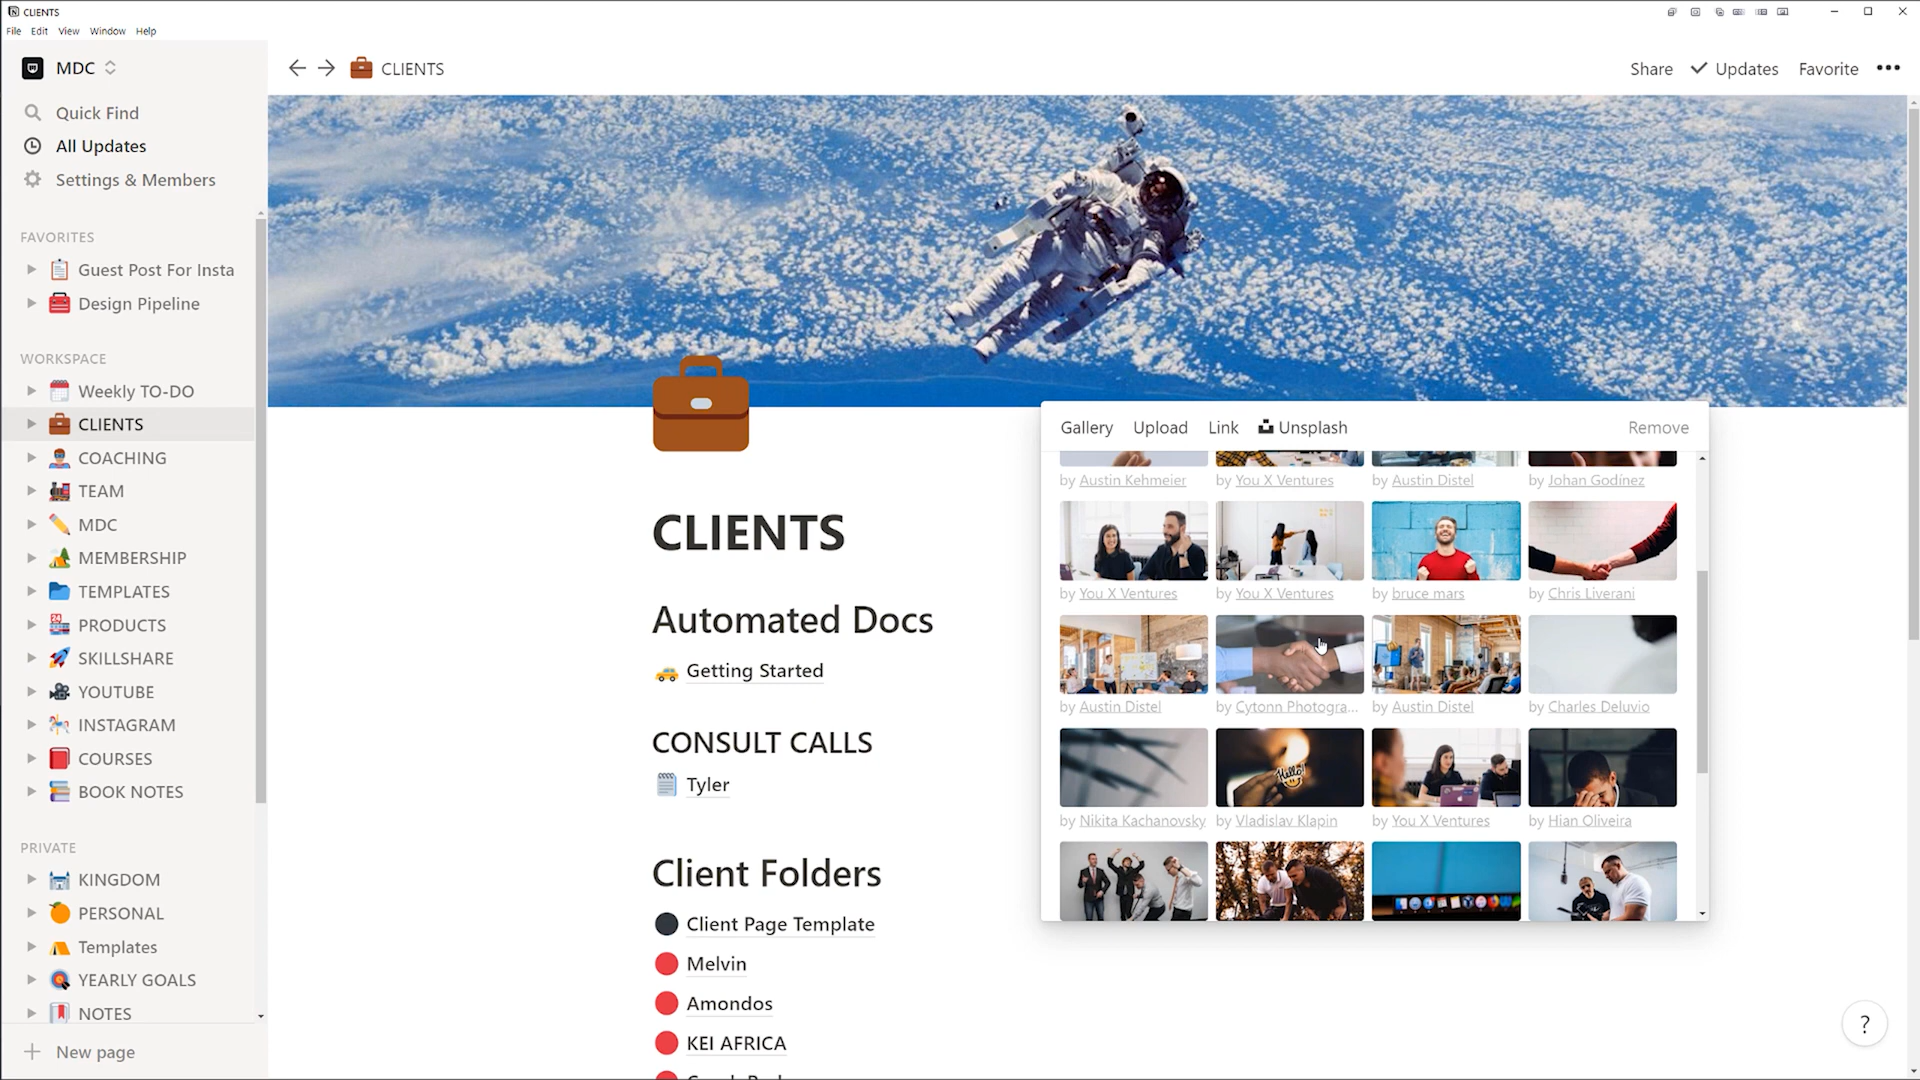 CLIENTS
File Edit View Window Help
MDC
CLIENTS
Share
Updates
Favorite
Quick Find
All Updates
Settings & Members
FAVORITES
Guest Post For Insta
Design Pipeline
WORKSPACE
Weekly TO-DO
CLIENTS
COACHING
TEAM
MDC
MEMBERSHIP
TEMPLATES
PRODUCTS
SKILLSHARE
YOUTUBE
INSTAGRAM
COURSES
BOOK NOTES
PRIVATE
KINGDOM
PERSONAL
Templates
YEARLY GOALS
NOTES
New page
CLIENTS
Automated Docs
Getting Started
CONSULT CALLS
Tyler
Client Folders
Client Page Template
Melvin
Amondos
KEI AFRICA
Gallery Upload Link Unsplash Remove
by Austin Kehmeier by You X Ventures by Austin Distel by Johan Godínez
by You X Ventures by You X Ventures by bruce mars by Chris Liverani
by Austin Distel by Cytonn Photogra... by Austin Distel by Charles Deluvio
Hello!
by Nikita Kachanovsky by Vladislav Klapin by You X Ventures by Hian Oliveira
?